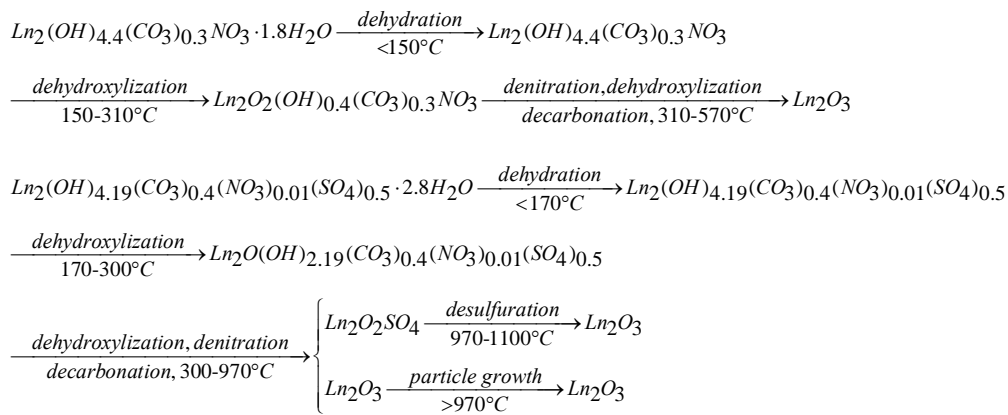 Ln2(OH)4.4(CO3)0.3NO3·1.8H2O dehydration <150°C → Ln2(OH)4.4(CO3)0.3NO3
dehydroxylization 150-310°C → Ln2O2(OH)0.4(CO3)0.3NO3 denitration,dehydroxylization decarbonation, 310-570°C → Ln2O3
Ln2(OH)4.19(CO3)0.4(NO3)0.01(SO4)0.5·2.8H2O dehydration <170°C → Ln2(OH)4.19(CO3)0.4(NO3)0.01(SO4)0.5
dehydroxylization 170-300°C → Ln2O(OH)2.19(CO3)0.4(NO3)0.01(SO4)0.5
dehydroxylization, denitration decarbonation, 300-970°C →
Ln2O2SO4 desulfuration 970-1100°C → Ln2O3
Ln2O3 particle growth >970°C → Ln2O3